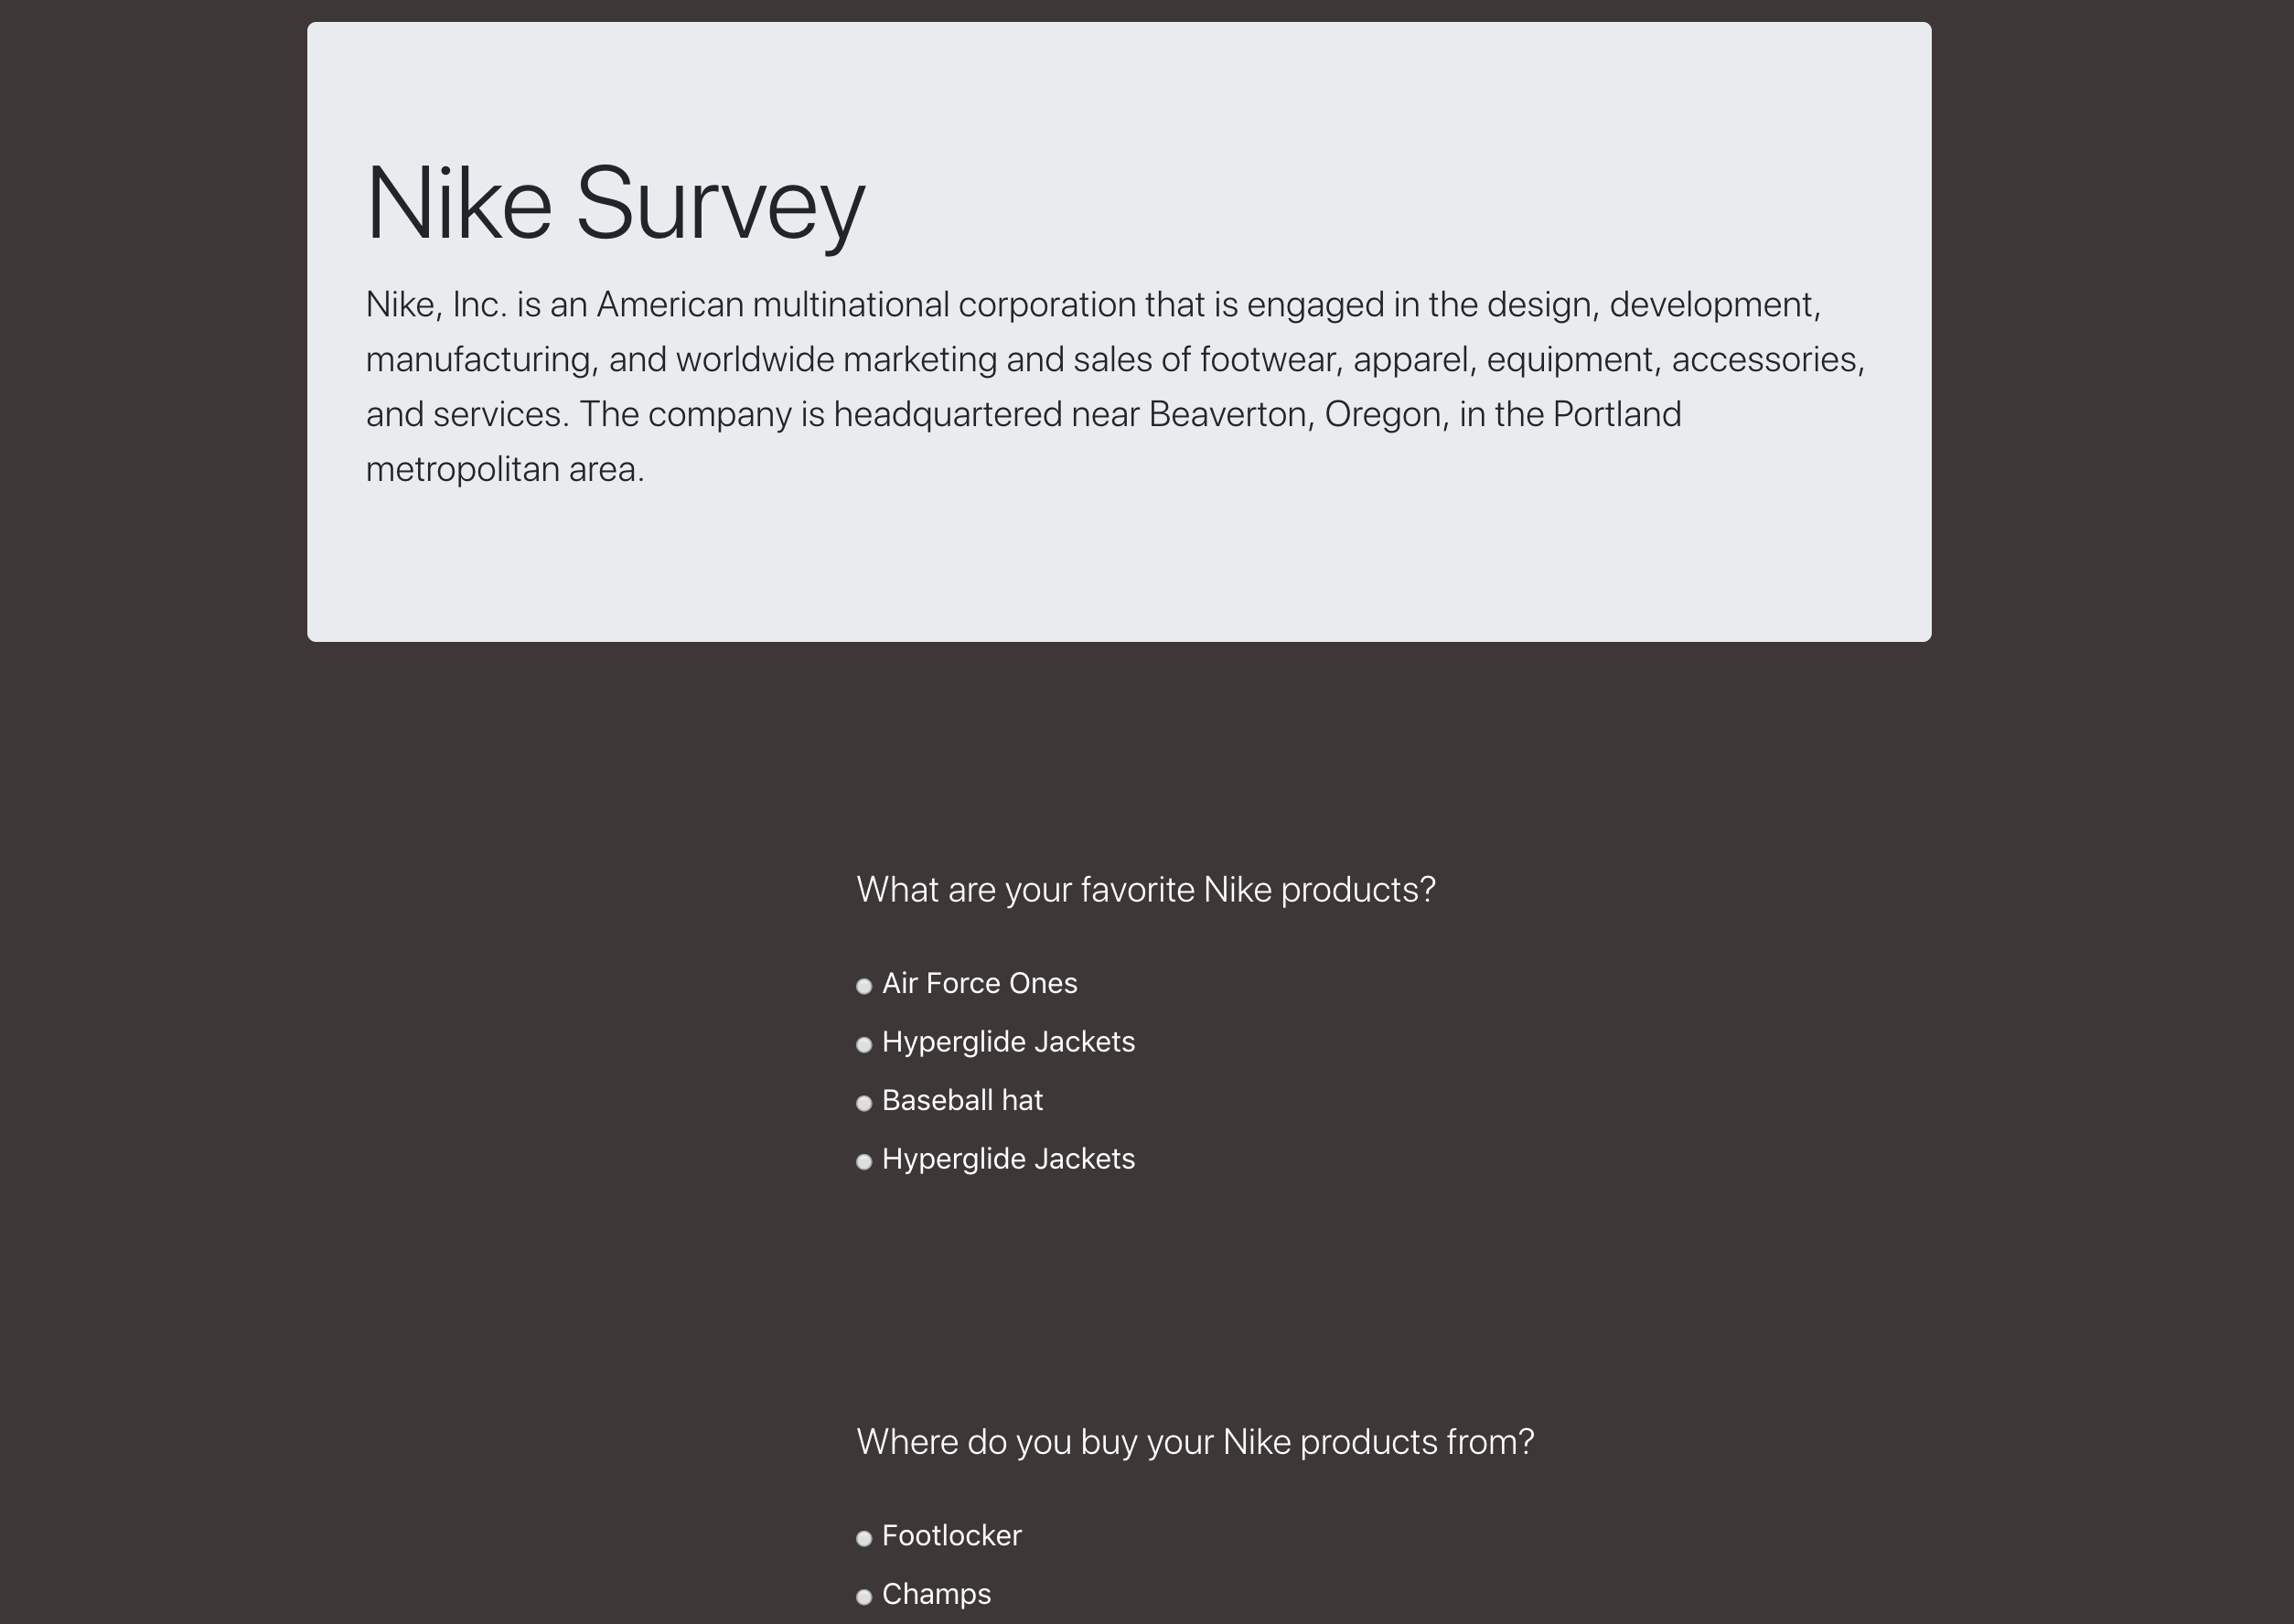 Nike Survey
Nike, Inc. is an American multinational corporation that is engaged in the design, development,
manufacturing, and worldwide marketing and sales of footwear, apparel, equipment, accessories,
and services. The company is headquartered near Beaverton, Oregon, in the Portland
metropolitan area.
What are your favorite Nike products?
Air Force Ones
Hyperglide Jackets
Baseball hat
Hyperglide Jackets
Where do you buy your Nike products from?
Footlocker
Champs